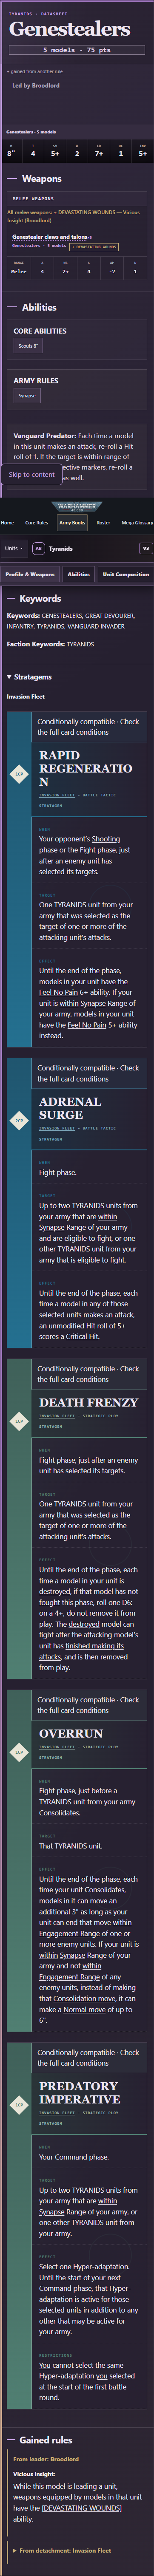 TYRANIDS · DATASHEET
Genestealers
5 models · 75 pts
+ gained from another rule
Led by Broodlord
Genestealers · 5 models
M T SV W LD OC INV
8" 4 5+ 2 7+ 1 5+
Weapons
MELEE WEAPONS
All melee weapons: + DEVASTATING WOUNDS — Vicious
Insight (Broodlord)
Genestealer claws and talons ×5
Genestealers · 5 models + DEVASTATING WOUNDS
RANGE A WS S AP D
Melee 4 2+ 4 -2 1
Abilities
CORE ABILITIES
Scouts 8"
ARMY RULES
Synapse
Vanguard Predator: Each time a model
in this unit makes an attack, re-roll a Hit
roll of 1. If the target is within range of
ective markers, re-roll a
as well.
Skip to content
WARHAMMER
Home Core Rules Army Books Roster Mega Glossary
Units AB Tyranids
Profile & Weapons Abilities Unit Composition
Keywords
Keywords: GENESTEALERS, GREAT DEVOURER,
INFANTRY, TYRANIDS, VANGUARD INVADER
Faction Keywords: TYRANIDS
▼ Stratagems
Invasion Fleet
Conditionally compatible · Check
the full card conditions
1CP
RAPID
REGENERATIO
N
INVASION FLEET · BATTLE TACTIC
STRATAGEM
WHEN
Your opponent's Shooting
phase or the Fight phase, just
after an enemy unit has
selected its targets.
TARGET
One TYRANIDS unit from your
army that was selected as the
target of one or more of the
attacking unit's attacks.
EFFECT
Until the end of the phase,
models in your unit have the
Feel No Pain 6+ ability. If your
unit is within Synapse Range of
your army, models in your unit
have the Feel No Pain 5+ ability
instead.
Conditionally compatible · Check
the full card conditions
2CP
ADRENAL
SURGE
INVASION FLEET · BATTLE TACTIC
STRATAGEM
WHEN
Fight phase.
TARGET
Up to two TYRANIDS units from
your army that are within
Synapse Range of your army
and are eligible to fight, or one
other TYRANIDS unit from your
army that is eligible to fight.
EFFECT
Until the end of the phase, each
time a model in any of those
selected units makes an attack,
an unmodified Hit roll of 5+
scores a Critical Hit.
Conditionally compatible · Check
the full card conditions
1CP
DEATH FRENZY
INVASION FLEET · STRATEGIC PLOY
STRATAGEM
WHEN
Fight phase, just after an enemy
unit has selected its targets.
TARGET
One TYRANIDS unit from your
army that was selected as the
target of one or more of the
attacking unit's attacks.
EFFECT
Until the end of the phase, each
time a model in your unit is
destroyed, if that model has not
fought this phase, roll one D6:
on a 4+, do not remove it from
play. The destroyed model can
fight after the attacking model's
unit has finished making its
attacks, and is then removed
from play.
Conditionally compatible · Check
the full card conditions
1CP
OVERRUN
INVASION FLEET · STRATEGIC PLOY
STRATAGEM
WHEN
Fight phase, just before a
TYRANIDS unit from your army
Consolidates.
TARGET
That TYRANIDS unit.
EFFECT
Until the end of the phase, each
time your unit Consolidates,
models in it can move an
additional 3" as long as your
unit can end that move within
Engagement Range of one or
more enemy units. If your unit is
within Synapse Range of your
army and not within
Engagement Range of any
enemy units, instead of making
that Consolidation move, it can
make a Normal move of up to
6".
Conditionally compatible · Check
the full card conditions
1CP
PREDATORY
IMPERATIVE
INVASION FLEET · STRATEGIC PLOY
STRATAGEM
WHEN
Your Command phase.
TARGET
Up to two TYRANIDS units from
your army that are within
Synapse Range of your army, or
one other TYRANIDS unit from
your army.
EFFECT
Select one Hyper-adaptation.
Until the start of your next
Command phase, that Hyper-
adaptation is active for those
selected units in addition to any
other that may be active for
your army.
RESTRICTIONS
You cannot select the same
Hyper-adaptation you selected
at the start of the first battle
round.
Gained rules
From leader: Broodlord
Vicious Insight:
While this model is leading a unit,
weapons equipped by models in that unit
have the [DEVASTATING WOUNDS]
ability.
► From detachment: Invasion Fleet